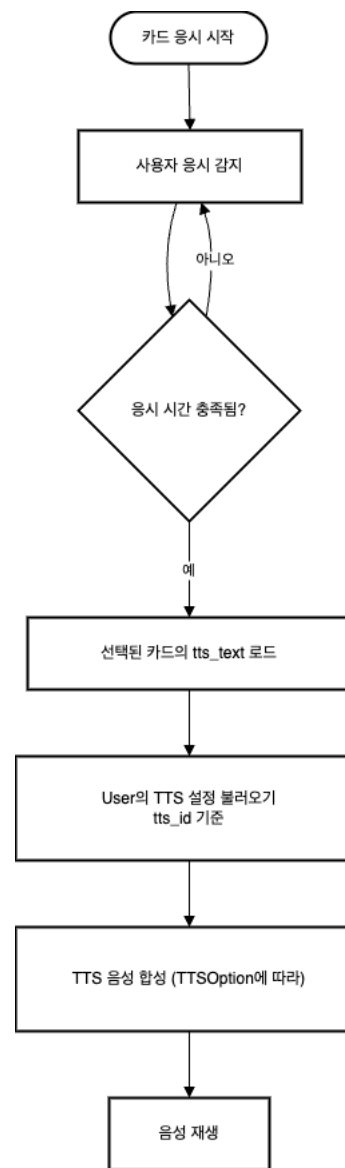 카드 응시 시작
사용자 응시 감지
아니오
응시 시간 충족됨?
예
선택된 카드의 tts_text 로드
User의 TTS 설정 불러오기
tts_id 기준
TTS 음성 합성 (TTSOption에 따라)
음성 재생